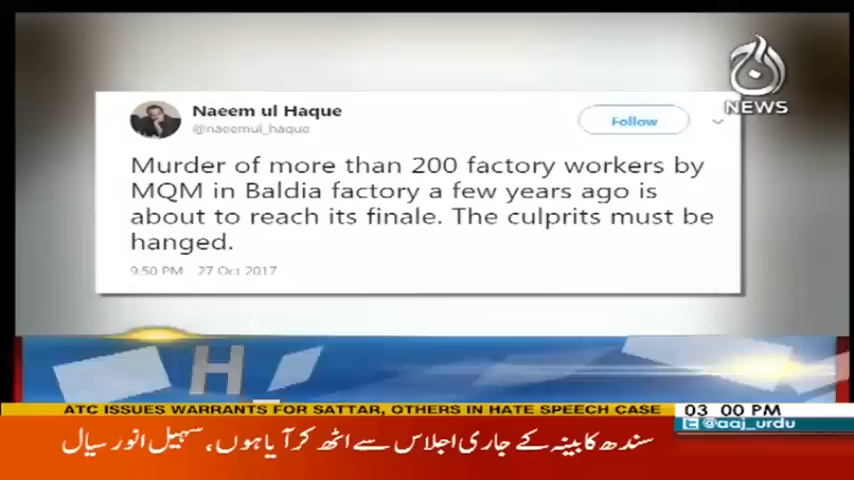 آج
NEWS
Naeem ul Haque
@naeemul_haque
Follow
Murder of more than 200 factory workers by
MQM in Baldia factory a few years ago is
about to reach its finale. The culprits must be
hanged.
9:50 PM 27 Oct 2017
H
ATC ISSUES WARRANTS FOR SATTAR, OTHERS IN HATE SPEECH CASE
03 00 PM
@aaj_urdu
سندھ کابینہ کے جاری اجلاس سے اٹھ کر آیا ہوں، سہیل انور سیال